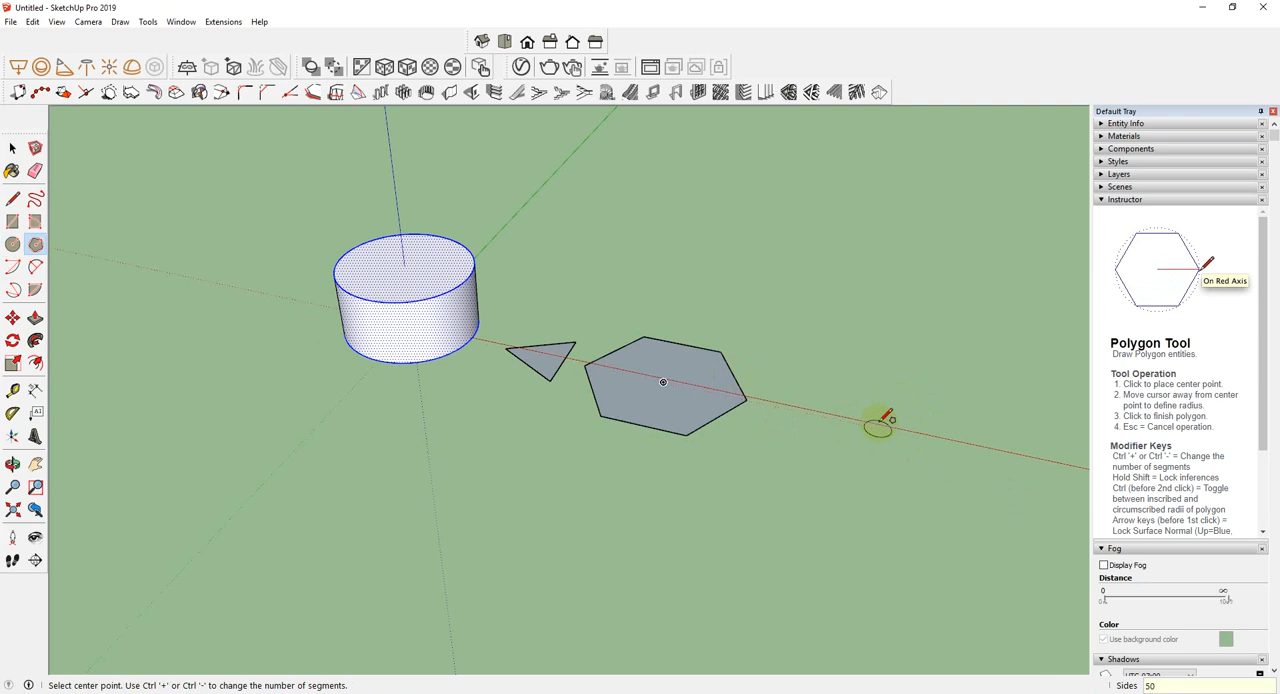 Untitled - SketchUp Pro 2019
File Edit View Camera Draw Tools Window Extensions Help
Default Tray
Entity Info
Materials
Components
Styles
Layers
Scenes
Instructor
On Red Axis
Polygon Tool
Draw Polygon entities.
Tool Operation
1. Click to place center point.
2. Move cursor away from center
point to define radius.
3. Click to finish polygon.
4. Esc = Cancel operation.
Modifier Keys
Ctrl '+' or Ctrl '-' = Change the
number of segments
Hold Shift = Lock inferences
Ctrl (before 2nd click) = Toggle
between inscribed and
circumscribed radii of polygon
Arrow keys (before 1st click) =
Lock Surface Normal (Up=Blue,
Fog
Display Fog
Distance
0 ∞
Color
Use background color
Shadows
Select center point. Use Ctrl '+' or Ctrl '-' to change the number of segments.
Sides 50